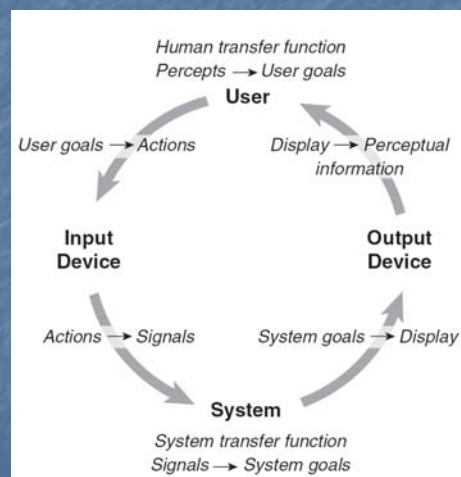 Human transfer function
Percepts → User goals
User
User goals → Actions
Display → Perceptual
information
Input
Device
Output
Device
Actions → Signals
System goals → Display
System
System transfer function
Signals → System goals